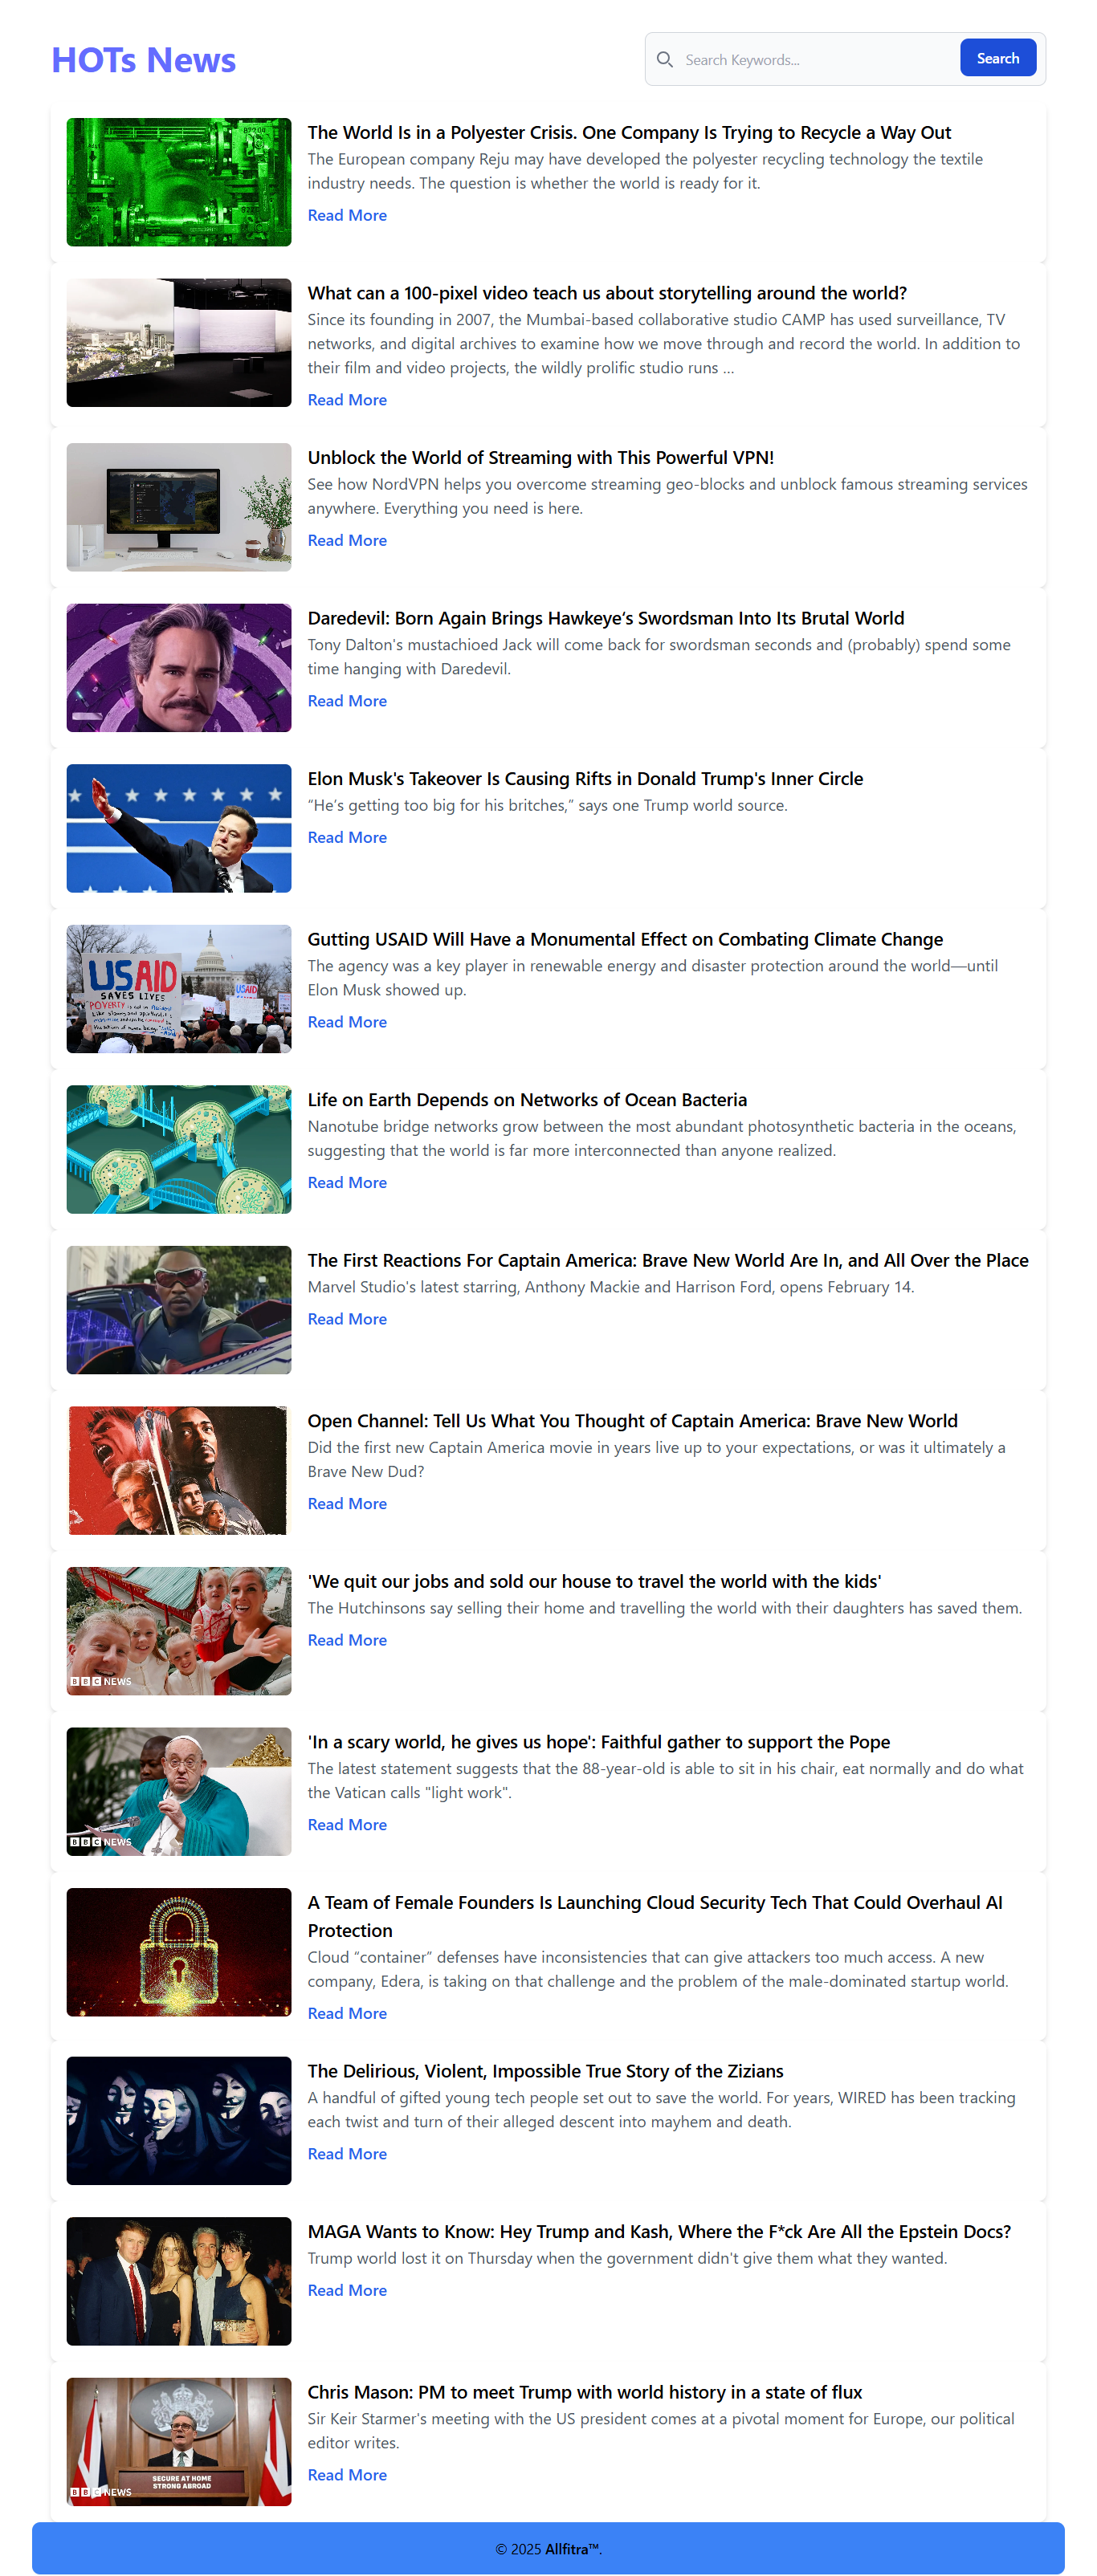 HOTs News
Search Keywords...
Search
The World Is in a Polyester Crisis. One Company Is Trying to Recycle a Way Out
The European company Reju may have developed the polyester recycling technology the textile
industry needs. The question is whether the world is ready for it.
Read More
What can a 100-pixel video teach us about storytelling around the world?
Since its founding in 2007, the Mumbai-based collaborative studio CAMP has used surveillance, TV
networks, and digital archives to examine how we move through and record the world. In addition to
their film and video projects, the wildly prolific studio runs …
Read More
Unblock the World of Streaming with This Powerful VPN!
See how NordVPN helps you overcome streaming geo-blocks and unblock famous streaming services
anywhere. Everything you need is here.
Read More
Daredevil: Born Again Brings Hawkeye‘s Swordsman Into Its Brutal World
Tony Dalton's mustachioed Jack will come back for swordsman seconds and (probably) spend some
time hanging with Daredevil.
Read More
Elon Musk's Takeover Is Causing Rifts in Donald Trump's Inner Circle
“He’s getting too big for his britches,” says one Trump world source.
Read More
USAID
SAVES LIVES
USAID
Gutting USAID Will Have a Monumental Effect on Combating Climate Change
The agency was a key player in renewable energy and disaster protection around the world—until
Elon Musk showed up.
Read More
Life on Earth Depends on Networks of Ocean Bacteria
Nanotube bridge networks grow between the most abundant photosynthetic bacteria in the oceans,
suggesting that the world is far more interconnected than anyone realized.
Read More
The First Reactions For Captain America: Brave New World Are In, and All Over the Place
Marvel Studio's latest starring, Anthony Mackie and Harrison Ford, opens February 14.
Read More
Open Channel: Tell Us What You Thought of Captain America: Brave New World
Did the first new Captain America movie in years live up to your expectations, or was it ultimately a
Brave New Dud?
Read More
BBC NEWS
'We quit our jobs and sold our house to travel the world with the kids'
The Hutchinsons say selling their home and travelling the world with their daughters has saved them.
Read More
BBC NEWS
'In a scary world, he gives us hope': Faithful gather to support the Pope
The latest statement suggests that the 88-year-old is able to sit in his chair, eat normally and do what
the Vatican calls "light work".
Read More
A Team of Female Founders Is Launching Cloud Security Tech That Could Overhaul AI
Protection
Cloud “container” defenses have inconsistencies that can give attackers too much access. A new
company, Edera, is taking on that challenge and the problem of the male-dominated startup world.
Read More
The Delirious, Violent, Impossible True Story of the Zizians
A handful of gifted young tech people set out to save the world. For years, WIRED has been tracking
each twist and turn of their alleged descent into mayhem and death.
Read More
MAGA Wants to Know: Hey Trump and Kash, Where the F*ck Are All the Epstein Docs?
Trump world lost it on Thursday when the government didn't give them what they wanted.
Read More
SECURE AT HOME
STRONG ABROAD
BBC NEWS
Chris Mason: PM to meet Trump with world history in a state of flux
Sir Keir Starmer's meeting with the US president comes at a pivotal moment for Europe, our political
editor writes.
Read More
© 2025 Allfitra™.